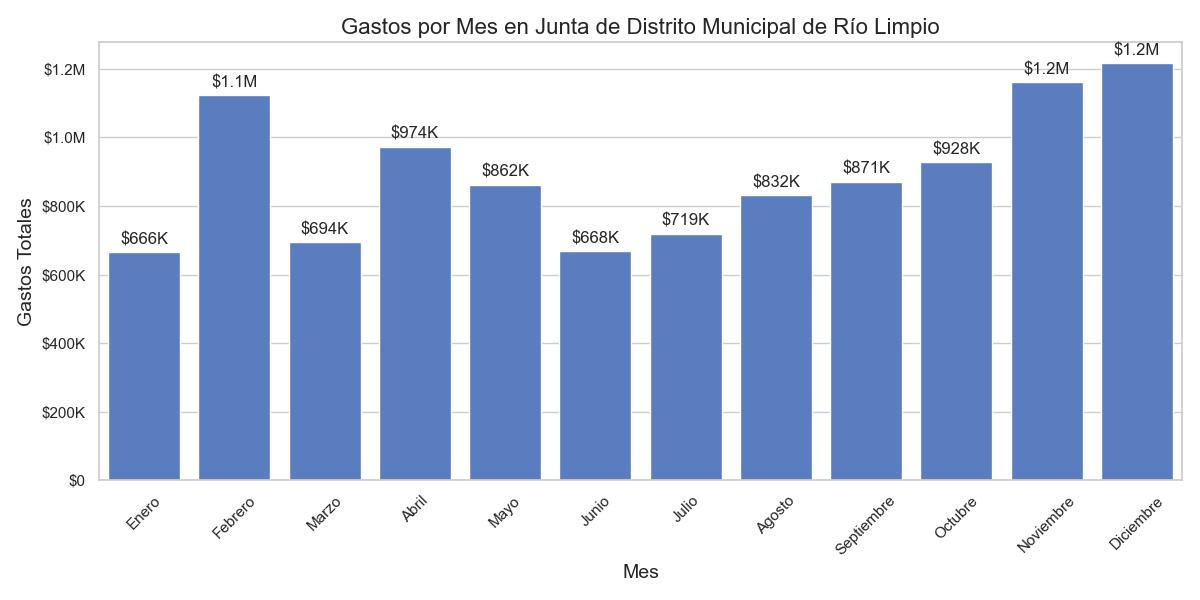 Gastos por Mes en Junta de Distrito Municipal de Río Limpio
Gastos Totales
$1.2M
$1.0M
$800K
$600K
$400K
$200K
$0
$666K
$1.1M
$694K
$974K
$862K
$668K
$719K
$832K
$871K
$928K
$1.2M
$1.2M
Enero
Febrero
Marzo
Abril
Mayo
Junio
Julio
Agosto
Septiembre
Octubre
Noviembre
Diciembre
Mes